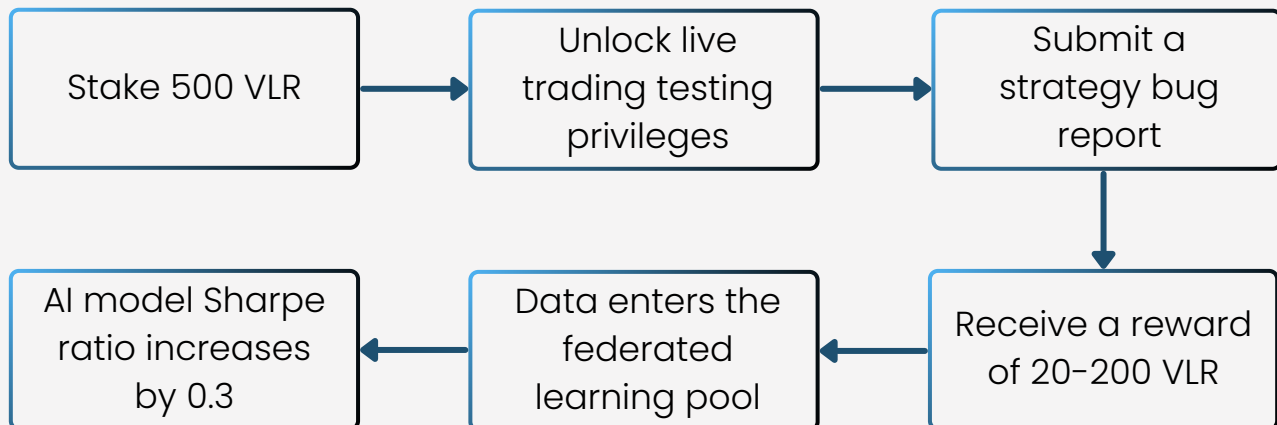 Stake 500 VLR
Unlock live
trading testing
privileges
Submit a
strategy bug
report
Receive a reward
of 20-200 VLR
Data enters the
federated
learning pool
AI model Sharpe
ratio increases
by 0.3